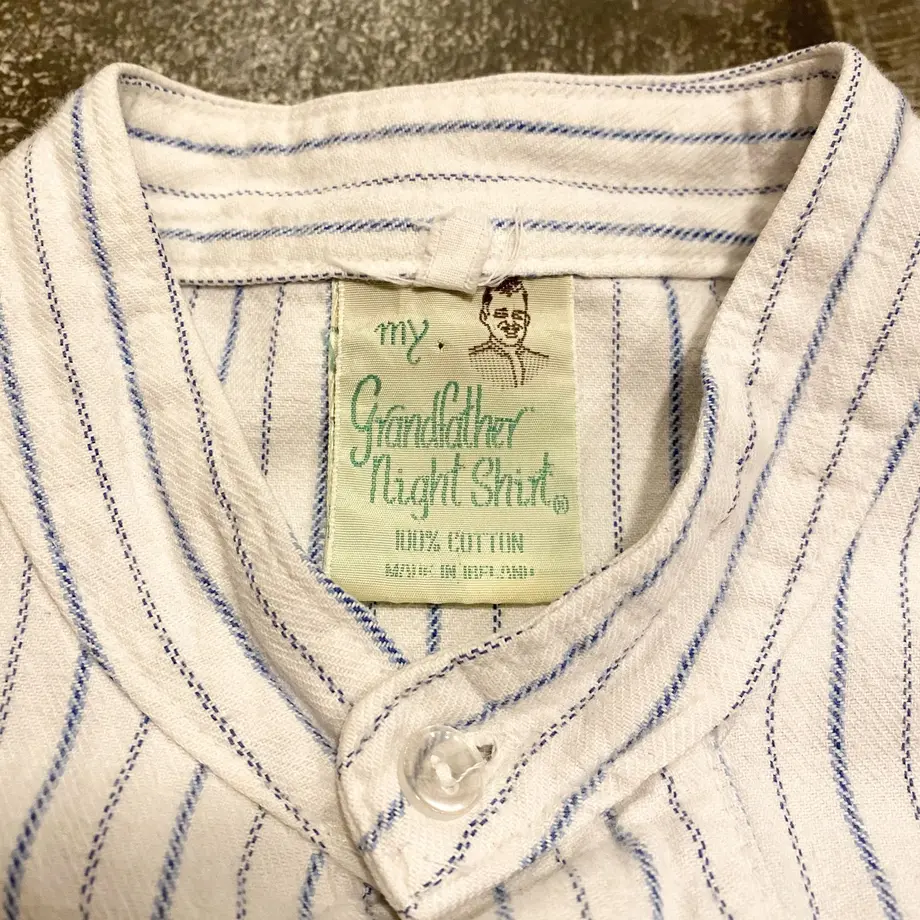 my
Grandfather
Night Shirt®
100% COTTON
MADE IN IRELAND